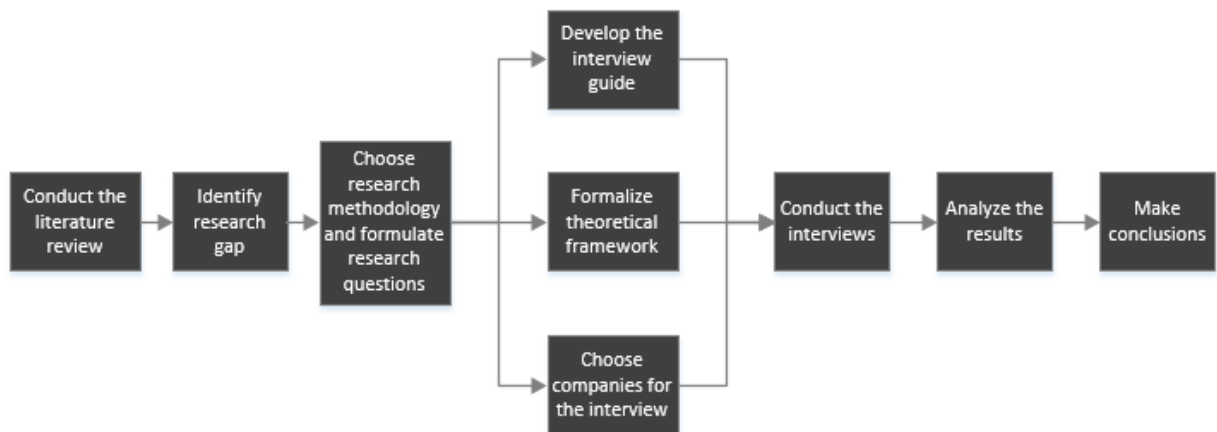 Conduct the
literature
review
Identify
research
gap
Choose
research
methodology
and formulate
research
questions
Develop the
interview
guide
Formalize
theoretical
framework
Choose
companies for
the interview
Conduct the
interviews
Analyze the
results
Make
conclusions